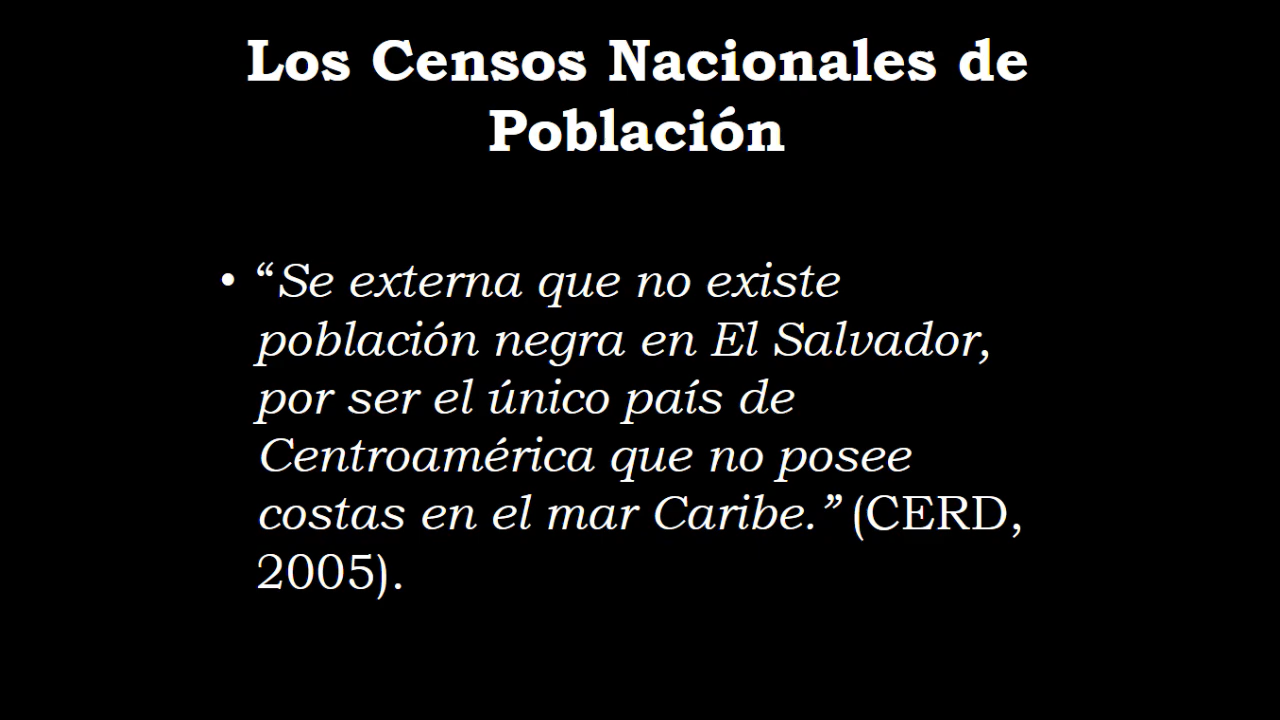 Los Censos Nacionales de
Población
• “Se externa que no existe
población negra en El Salvador,
por ser el único país de
Centroamérica que no posee
costas en el mar Caribe.” (CERD,
2005).